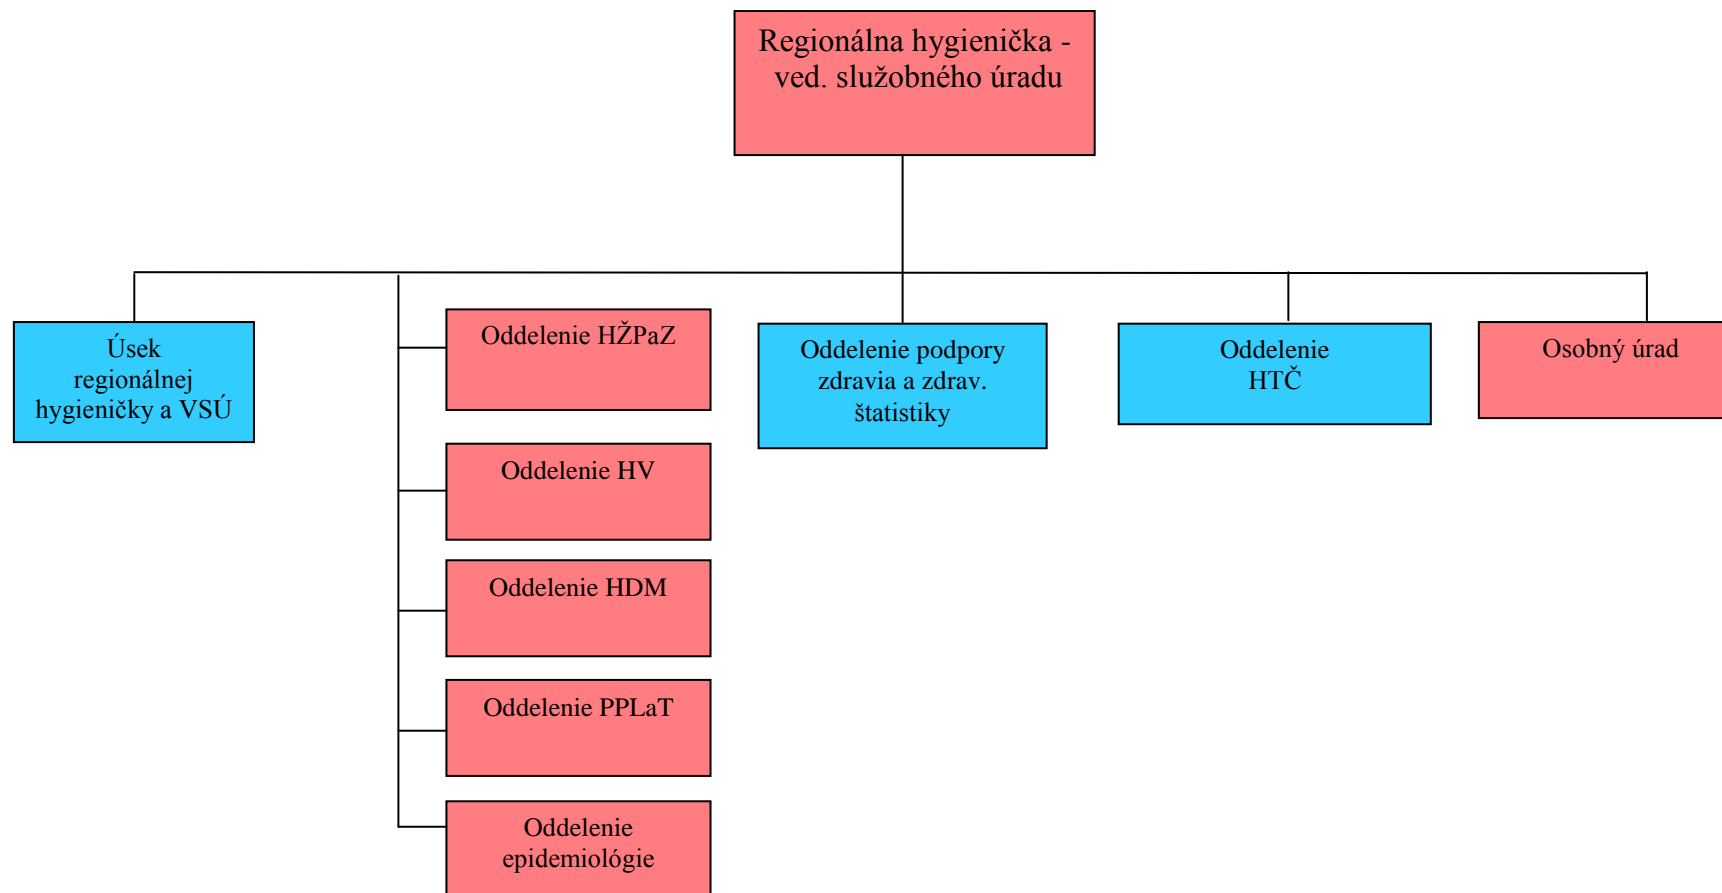 Regionálna hygienička -
ved. služobného úradu
Úsek
regionálnej
hygieničky a VSÚ
Oddelenie HŽPaZ
Oddelenie HV
Oddelenie HDM
Oddelenie PPLaT
Oddelenie
epidemiológie
Oddelenie podpory
zdravia a zdrav.
štatistiky
Oddelenie
HTČ
Osobný úrad